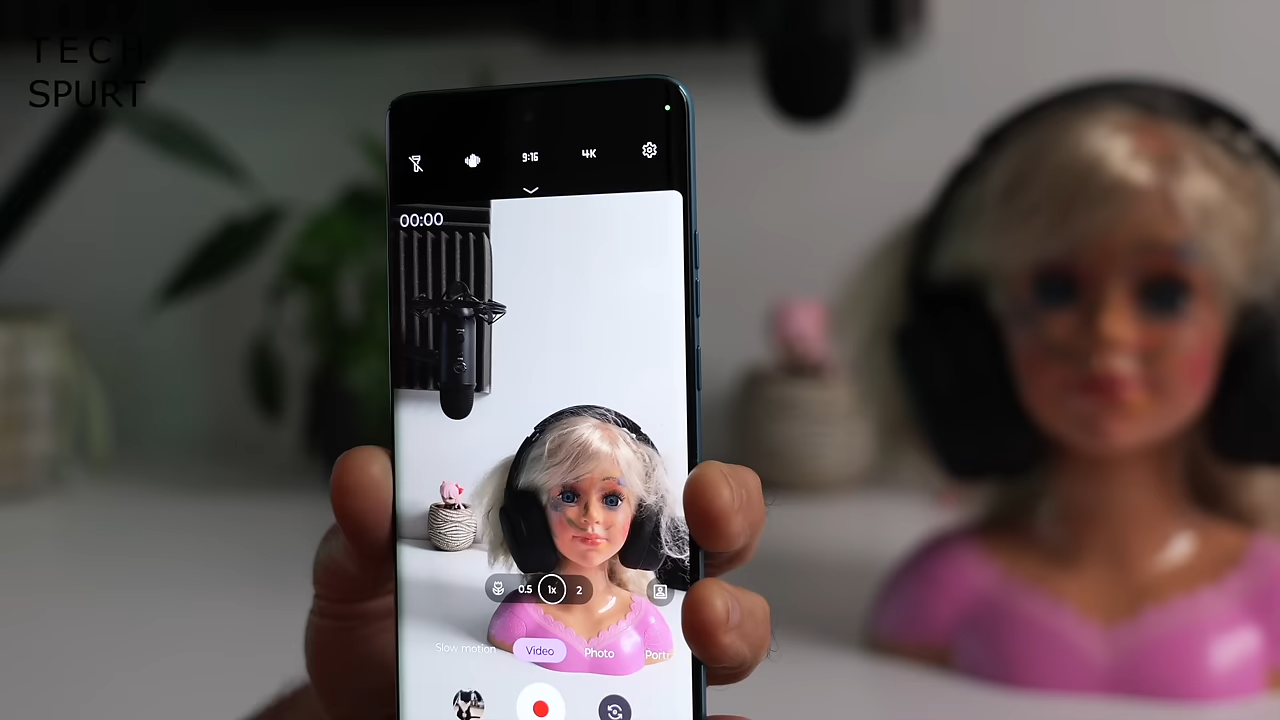 TECH
SPURT
9:16
4K
00:00
0.5 1x 2
Slow motion Video Photo Portr